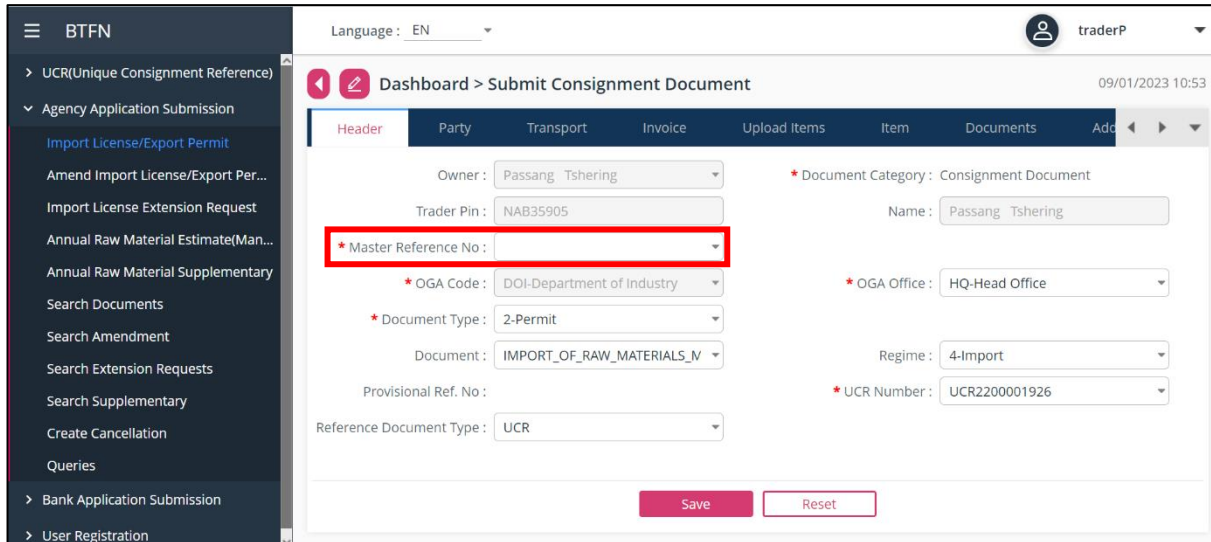 BTFN
Language : EN
traderP
UCR(Unique Consignment Reference)
Agency Application Submission
Import License/Export Permit
Amend Import License/Export Per...
Import License Extension Request
Annual Raw Material Estimate(Man...
Annual Raw Material Supplementary
Search Documents
Search Amendment
Search Extension Requests
Search Supplementary
Create Cancellation
Queries
Bank Application Submission
User Registration
Dashboard > Submit Consignment Document
09/01/2023 10:53
Header Party Transport Invoice Upload Items Item Documents Add
Owner : Passang Tshering * Document Category : Consignment Document
Trader Pin : NAB35905 Name : Passang Tshering
* Master Reference No :
* OGA Code : DOI-Department of Industry * OGA Office : HQ-Head Office
* Document Type : 2-Permit
Document : IMPORT_OF_RAW_MATERIALS_M Regime : 4-Import
Provisional Ref. No : * UCR Number : UCR2200001926
Reference Document Type : UCR
Save Reset